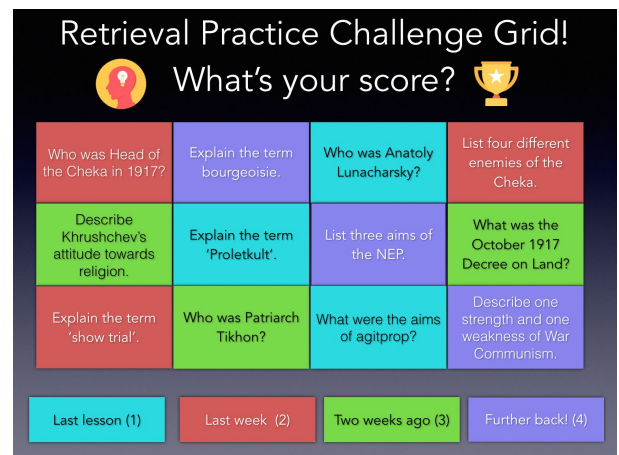 Retrieval Practice Challenge Grid!
What's your score?
Who was Head of
the Cheka in 1917?
Explain the term
bourgeoisie.
Who was Anatoly
Lunacharsky?
List four different
enemies of the
Cheka.
Describe
Khrushchev's
attitude towards
religion.
Explain the term
'Proletkult'.
List three aims of
the NEP.
What was the
October 1917
Decree on Land?
Explain the term
'show trial'.
Who was Patriarch
Tikhon?
What were the aims
of agitprop?
Describe one
strength and one
weakness of War
Communism.
Last lesson (1)
Last week (2)
Two weeks ago (3)
Further back! (4)